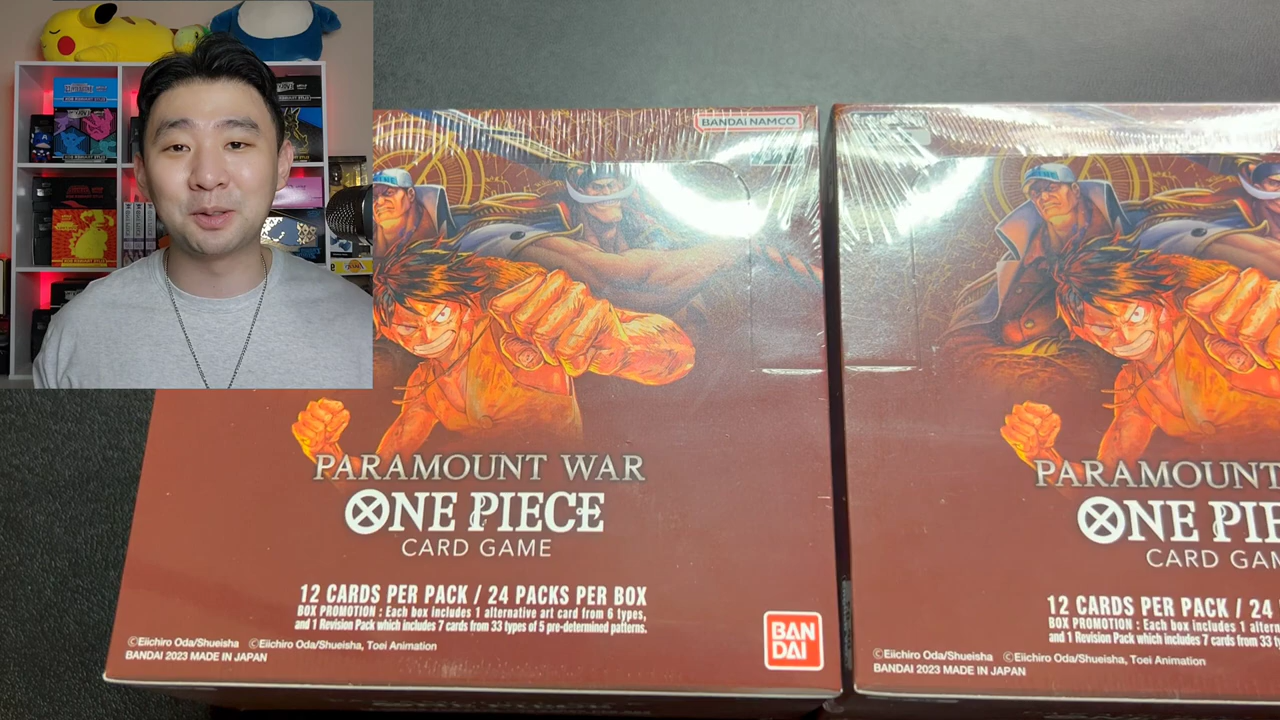 BANDAI NAMCO
PARAMOUNT WAR
ONE PIECE
CARD GAME
12 CARDS PER PACK / 24 PACKS PER BOX
BOX PROMOTION : Each box includes 1 alternative art card from 6 types,
and 1 Revision Pack which includes 7 cards from 33 types of 5 pre-determined patterns.
©Eiichiro Oda/Shueisha ©Eiichiro Oda/Shueisha, Toei Animation
BANDAI 2023 MADE IN JAPAN
BAN
DAI
PARAMOUNT
ONE PIE
CARD GAM
12 CARDS PER PACK / 24
BOX PROMOTION : Each box includes 1 altern
and 1 Revision Pack which includes 7 cards from 33 ty
©Eiichiro Oda/Shueisha ©Eiichiro Oda/Shueisha, Toei Animation
BANDAI 2023 MADE IN JAPAN